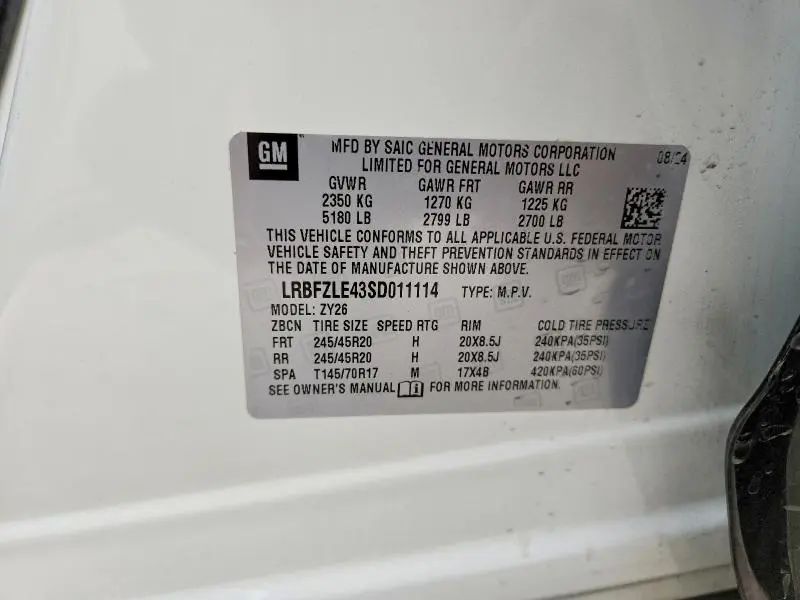 GM
MFD BY SAIC GENERAL MOTORS CORPORATION 08/24
LIMITED FOR GENERAL MOTORS LLC
GVWR GAWR FRT GAWR RR
2350 KG 1270 KG 1225 KG
5180 LB 2799 LB 2700 LB
THIS VEHICLE CONFORMS TO ALL APPLICABLE U.S. FEDERAL MOTOR
VEHICLE SAFETY AND THEFT PREVENTION STANDARDS IN EFFECT ON
THE DATE OF MANUFACTURE SHOWN ABOVE.
LRBFZLE43SD011114 TYPE: M.P.V.
MODEL: ZY26
ZBCN TIRE SIZE SPEED RTG RIM COLD TIRE PRESSURE
FRT 245/45R20 H 20X8.5J 240KPA(35PSI)
RR 245/45R20 H 20X8.5J 240KPA(35PSI)
SPA T145/70R17 M 17X4B 420KPA(60PSI)
SEE OWNER'S MANUAL FOR MORE INFORMATION.